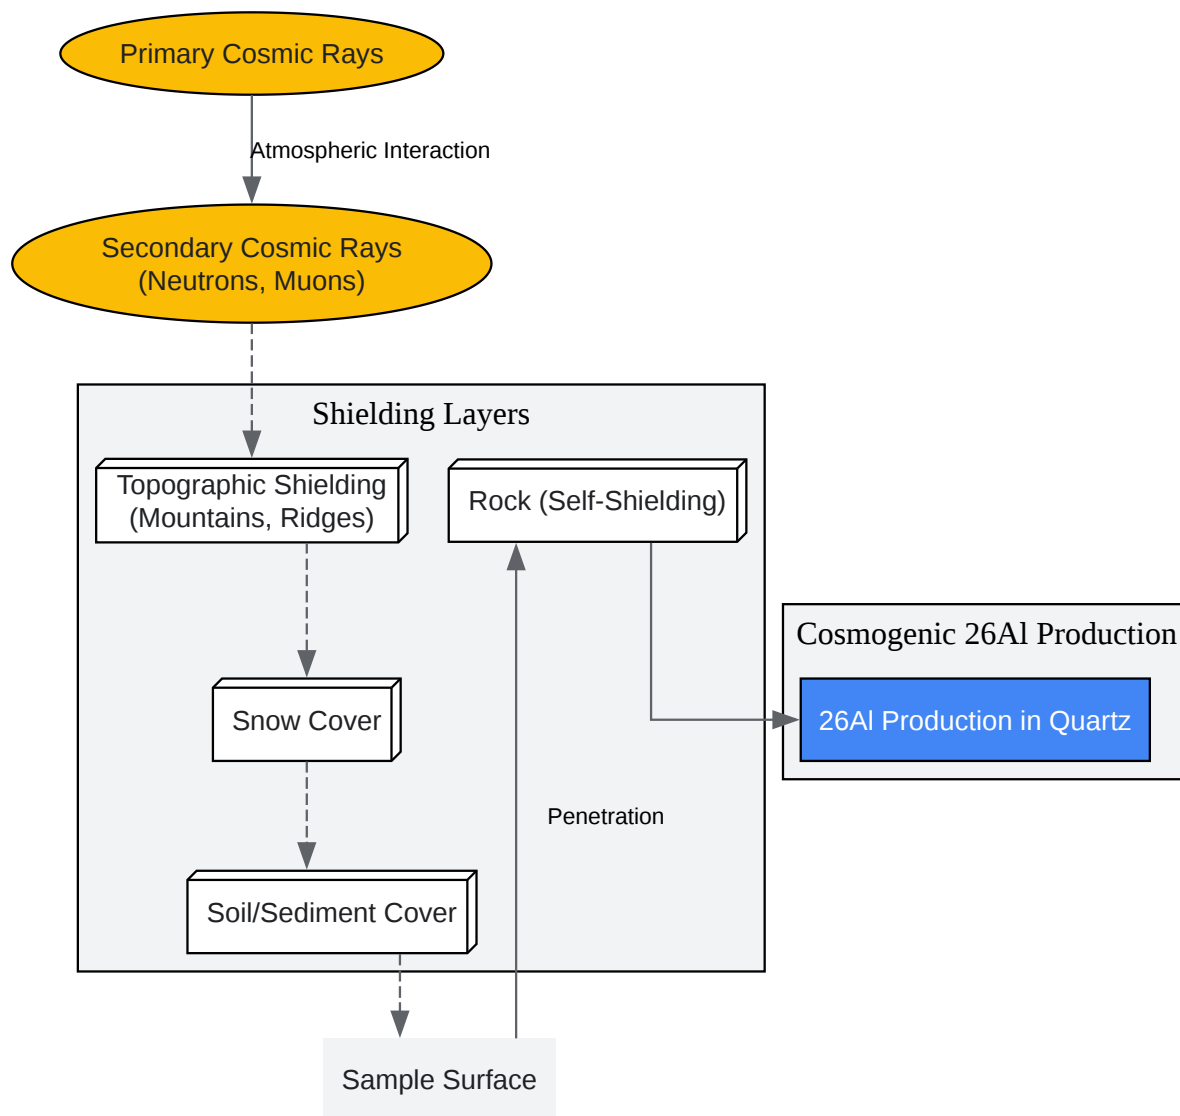 Primary Cosmic Rays
Atmospheric Interaction
Secondary Cosmic Rays
(Neutrons, Muons)
Shielding Layers
Topographic Shielding
(Mountains, Ridges)
Rock (Self-Shielding)
Cosmogenic 26Al Production
Snow Cover
26Al Production in Quartz
Penetration
Soil/Sediment Cover
Sample Surface